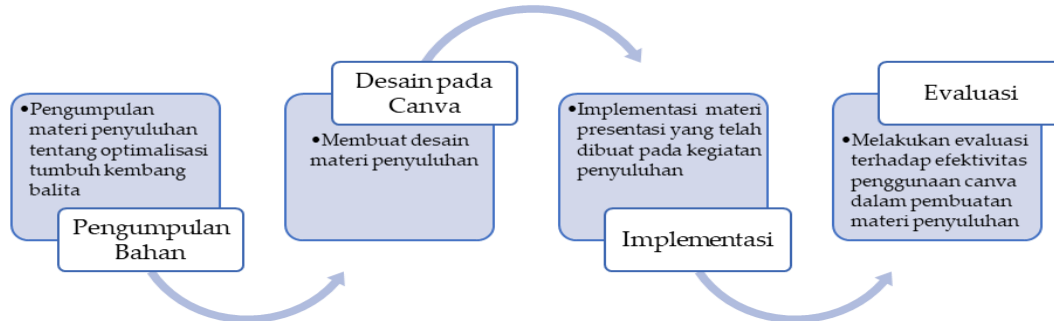 •Pengumpulan
materi penyuluhan
tentang optimalisasi
tumbuh kembang
balita
Pengumpulan
Bahan
Desain pada
Canva
•Membuat desain
materi penyuluhan
•Implementasi materi
presentasi yang telah
dibuat pada kegiatan
penyuluhan
Implementasi
Evaluasi
•Melakukan evaluasi
terhadap efektivitas
penggunaan canva
dalam pembuatan
materi penyuluhan